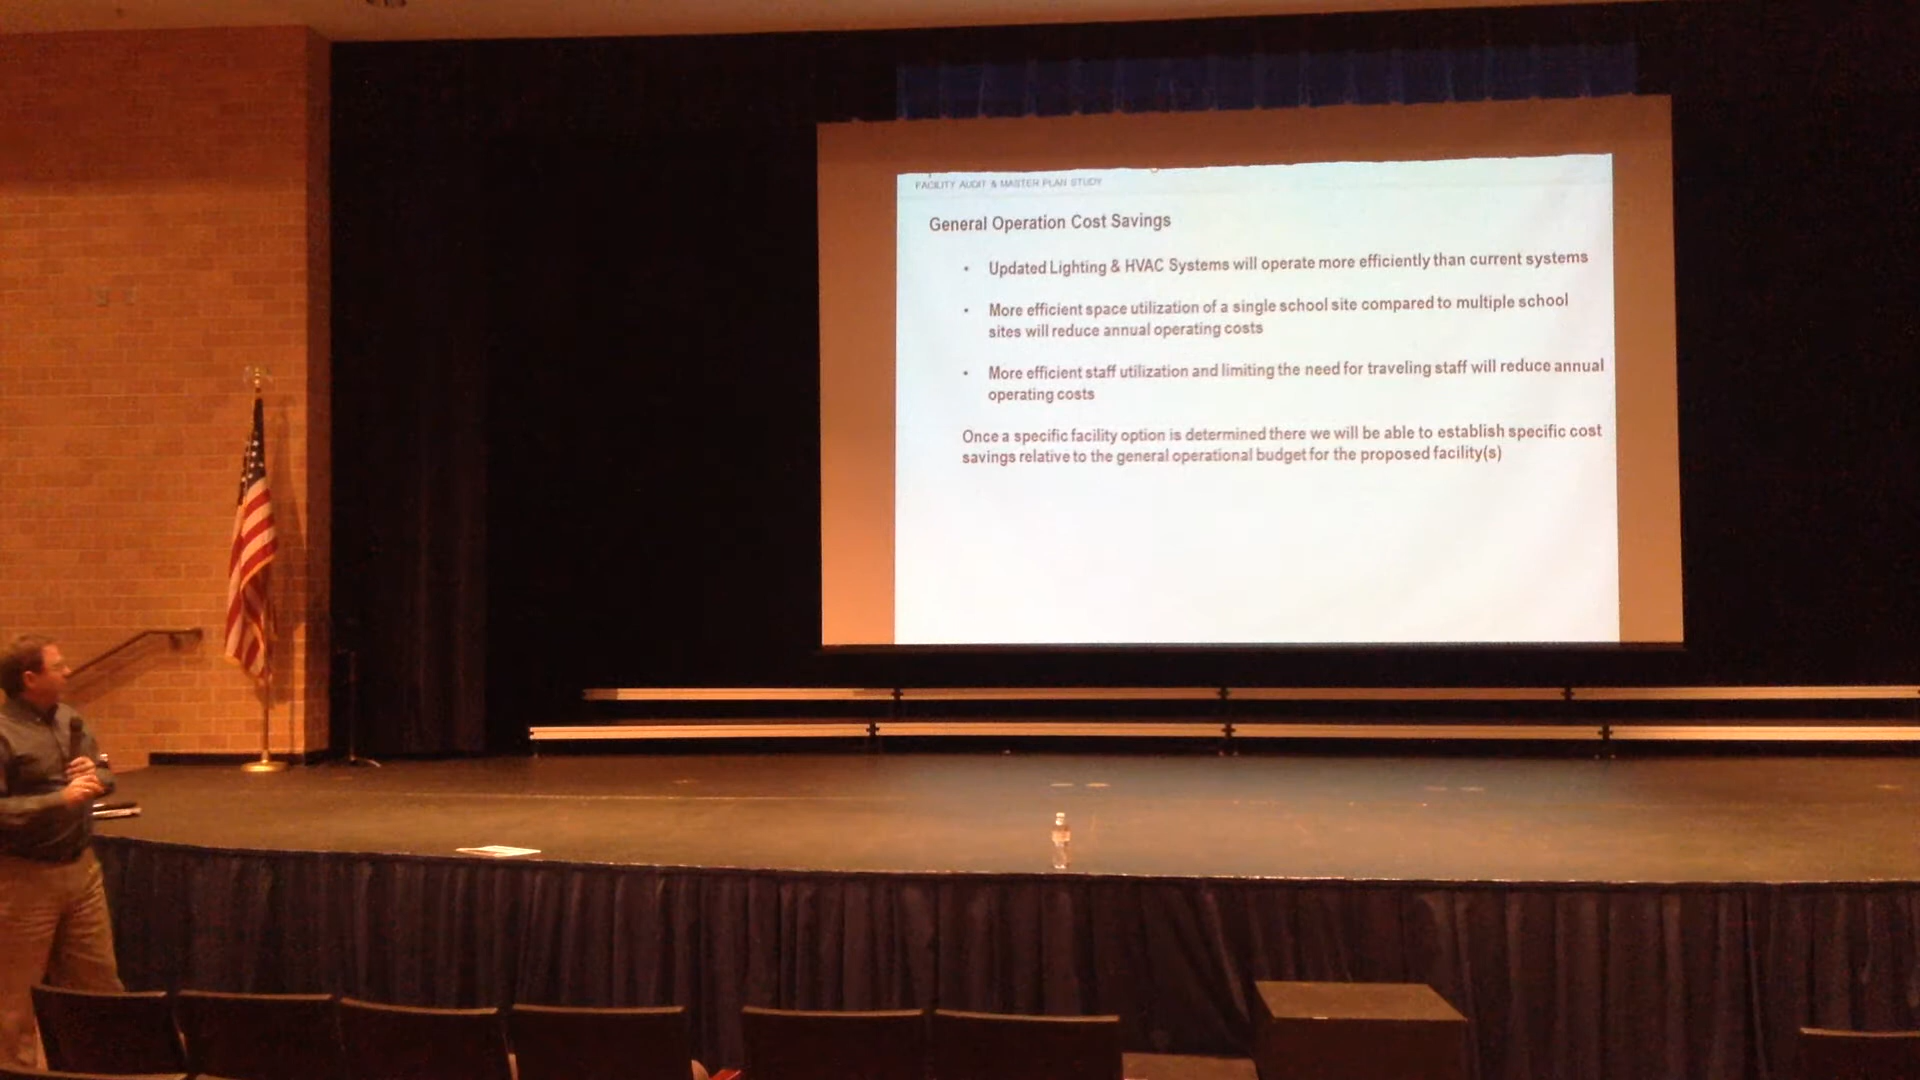 FACILITY AUDIT & MASTER PLAN STUDY
General Operation Cost Savings
• Updated Lighting & HVAC Systems will operate more efficiently than current systems
• More efficient space utilization of a single school site compared to multiple school
sites will reduce annual operating costs
• More efficient staff utilization and limiting the need for traveling staff will reduce annual
operating costs
Once a specific facility option is determined there we will be able to establish specific cost
savings relative to the general operational budget for the proposed facility(s)